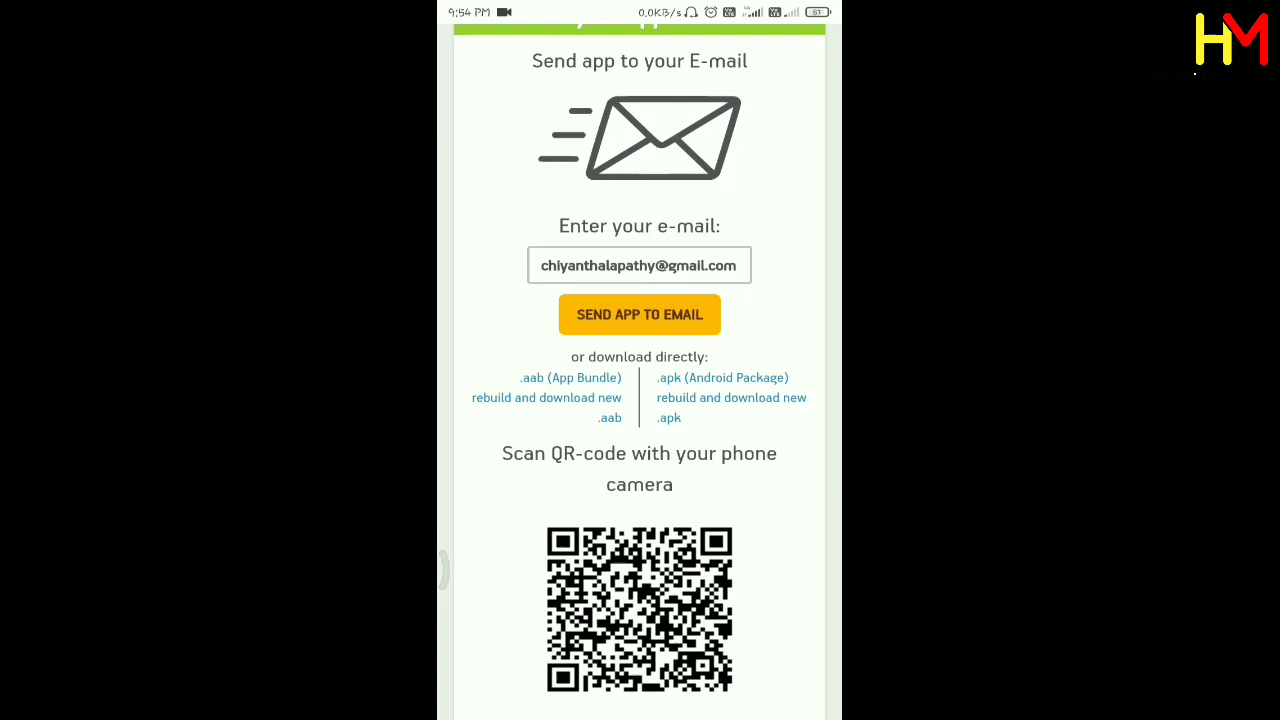 9:54 PM 0.0KB/s 87
HM
Send app to your E-mail
Enter your e-mail:
chiyanthalapathy@gmail.com
SEND APP TO EMAIL
or download directly:
.aab (App Bundle)
rebuild and download new
.aab
.apk (Android Package)
rebuild and download new
.apk
Scan QR-code with your phone
camera